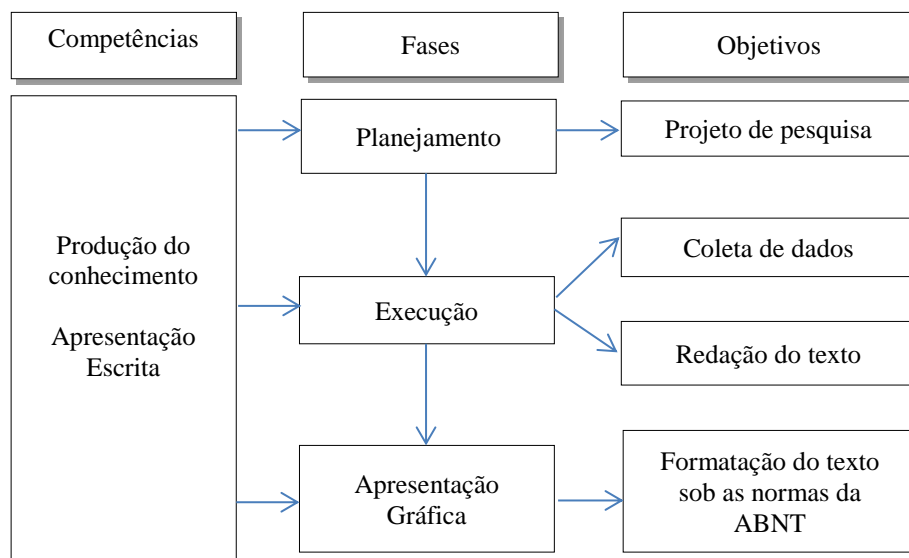 Competências
Fases
Objetivos
Produção do
conhecimento
Apresentação
Escrita
Planejamento
Projeto de pesquisa
Execução
Coleta de dados
Redação do texto
Apresentação
Gráfica
Formatação do texto
sob as normas da
ABNT